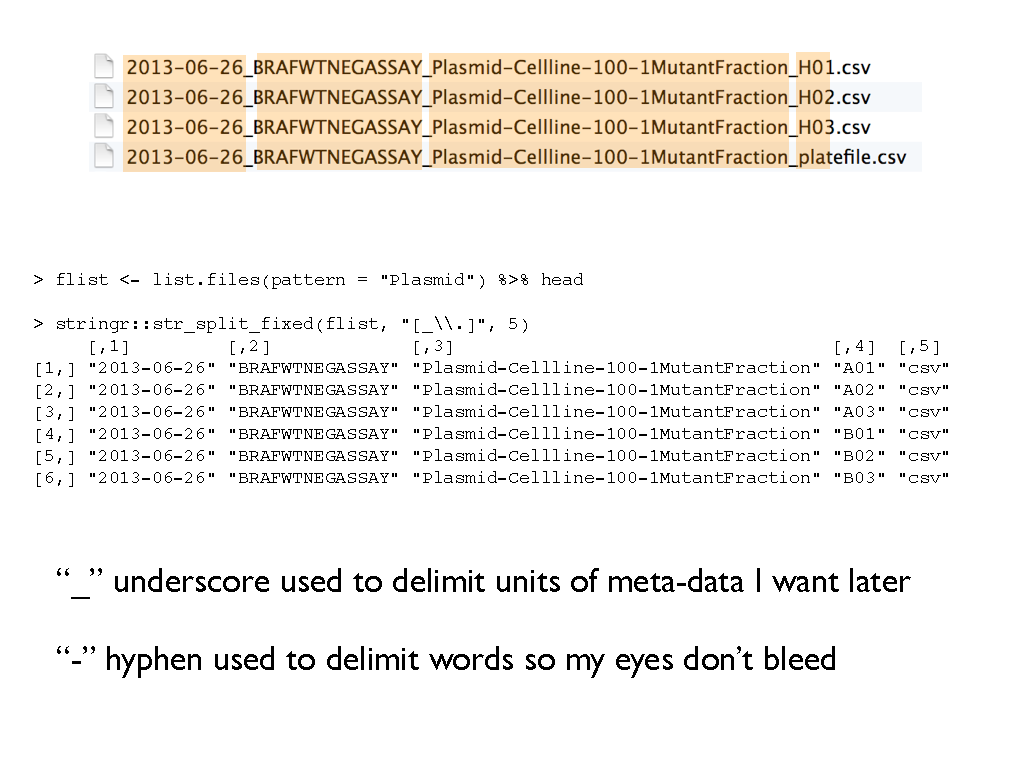 2013-06-26_BRAFWTNEGASSAY_Plasmid-Cellline-100-1MutantFraction_H01.csv
2013-06-26_BRAFWTNEGASSAY_Plasmid-Cellline-100-1MutantFraction_H02.csv
2013-06-26_BRAFWTNEGASSAY_Plasmid-Cellline-100-1MutantFraction_H03.csv
2013-06-26_BRAFWTNEGASSAY_Plasmid-Cellline-100-1MutantFraction_platefile.csv
> flist <- list.files(pattern = "Plasmid") %>% head
> stringr::str_split_fixed(flist, "[_\\.]", 5)
[,1] [,2] [,3] [,4] [,5]
[1,] "2013-06-26" "BRAFWTNEGASSAY" "Plasmid-Cellline-100-1MutantFraction" "A01" "csv"
[2,] "2013-06-26" "BRAFWTNEGASSAY" "Plasmid-Cellline-100-1MutantFraction" "A02" "csv"
[3,] "2013-06-26" "BRAFWTNEGASSAY" "Plasmid-Cellline-100-1MutantFraction" "A03" "csv"
[4,] "2013-06-26" "BRAFWTNEGASSAY" "Plasmid-Cellline-100-1MutantFraction" "B01" "csv"
[5,] "2013-06-26" "BRAFWTNEGASSAY" "Plasmid-Cellline-100-1MutantFraction" "B02" "csv"
[6,] "2013-06-26" "BRAFWTNEGASSAY" "Plasmid-Cellline-100-1MutantFraction" "B03" "csv"
“_” underscore used to delimit units of meta-data I want later
“-” hyphen used to delimit words so my eyes don’t bleed